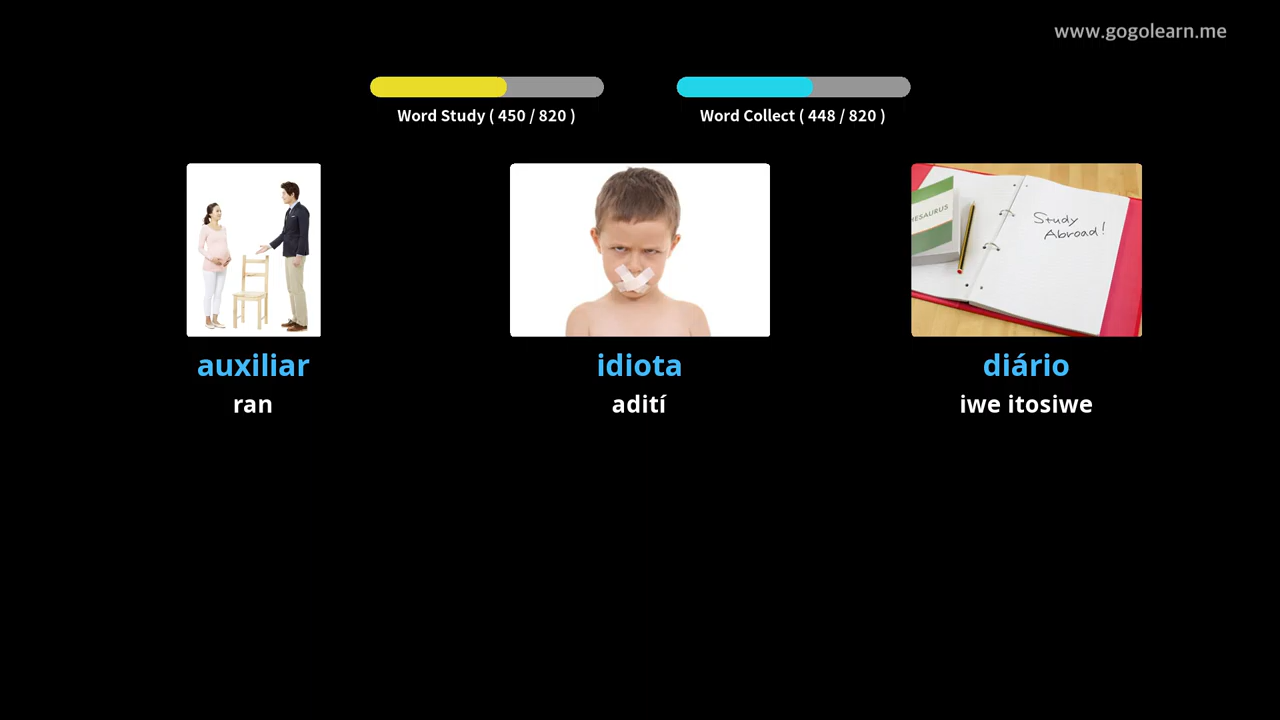 www.gogolearn.me
Word Study ( 450 / 820 )
Word Collect ( 448 / 820 )
HESAURUS
Study
Abroad!
auxiliar
idiota
diário
ran
adití
iwe itosiwe